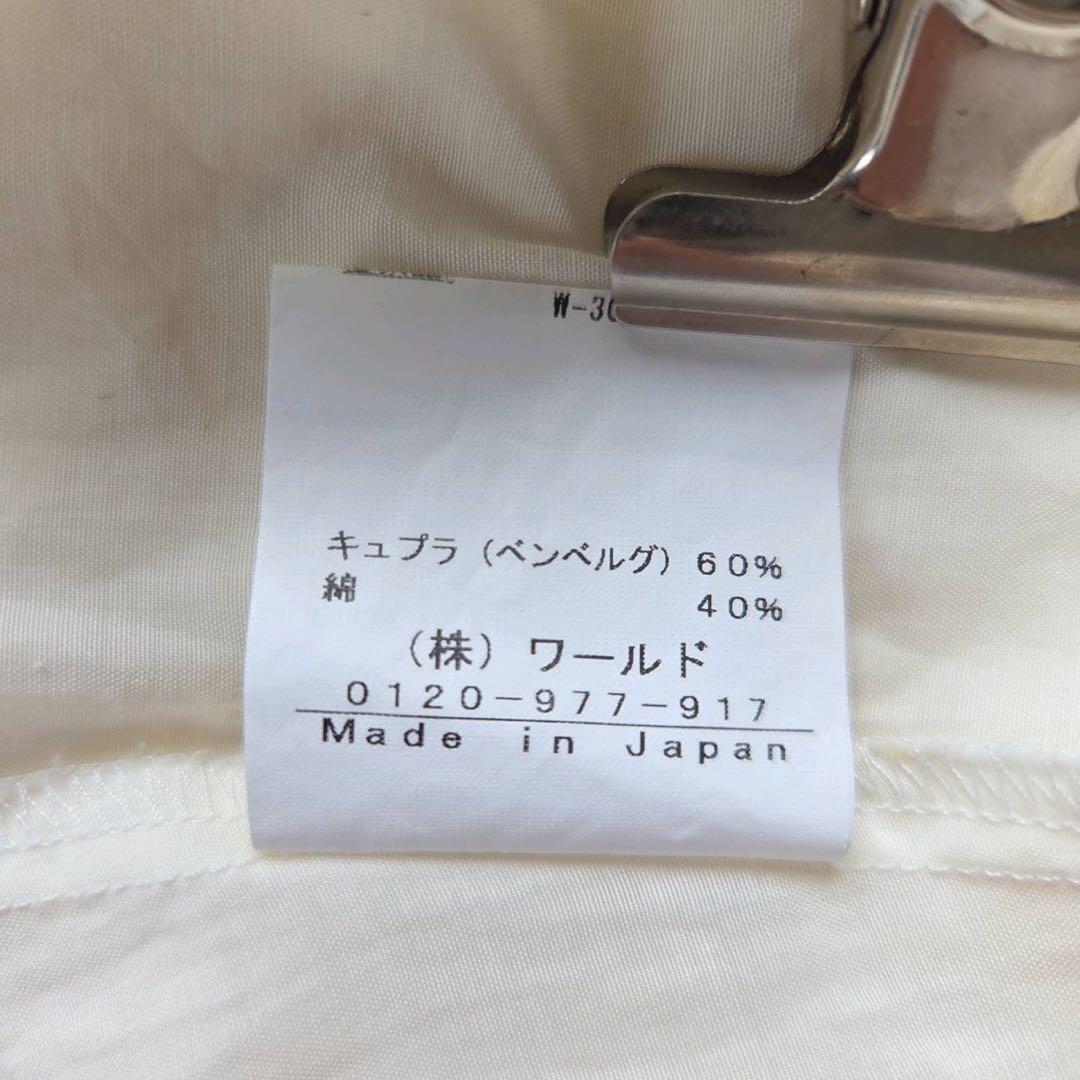 キュプラ（ベンベルグ）６０％
綿 ４０％
（株）ワールド
０１２０－９７７－９１７
Made in Japan